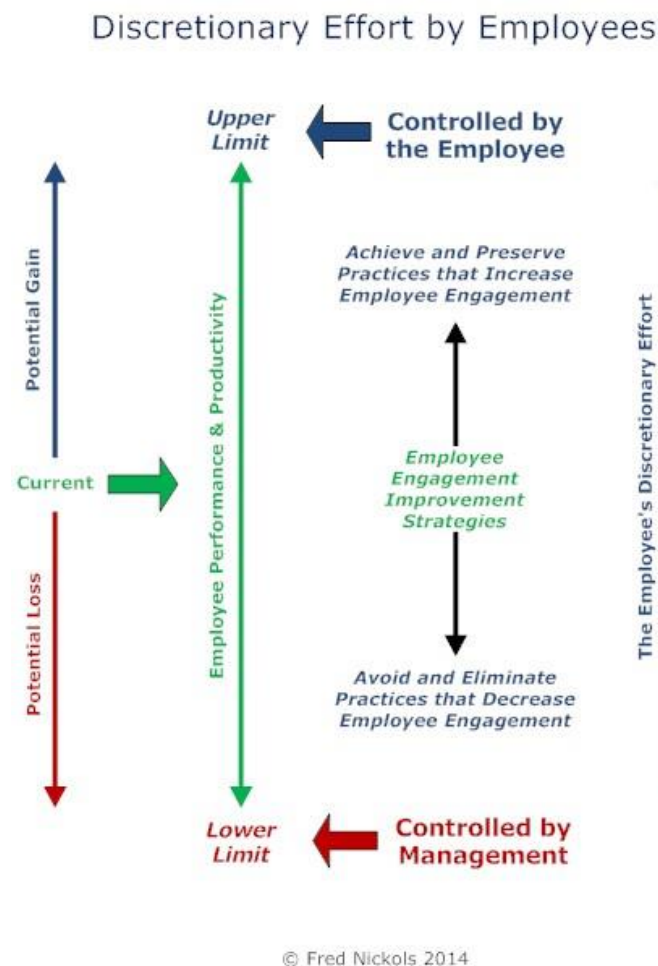 Discretionary Effort by Employees
Upper
Limit
Controlled by
the Employee
Potential Gain
Achieve and Preserve
Practices that Increase
Employee Engagement
Current
Employee Performance & Productivity
Employee
Engagement
Improvement
Strategies
The Employee's Discretionary Effort
Potential Loss
Avoid and Eliminate
Practices that Decrease
Employee Engagement
Lower
Limit
Controlled by
Management
© Fred Nickols 2014